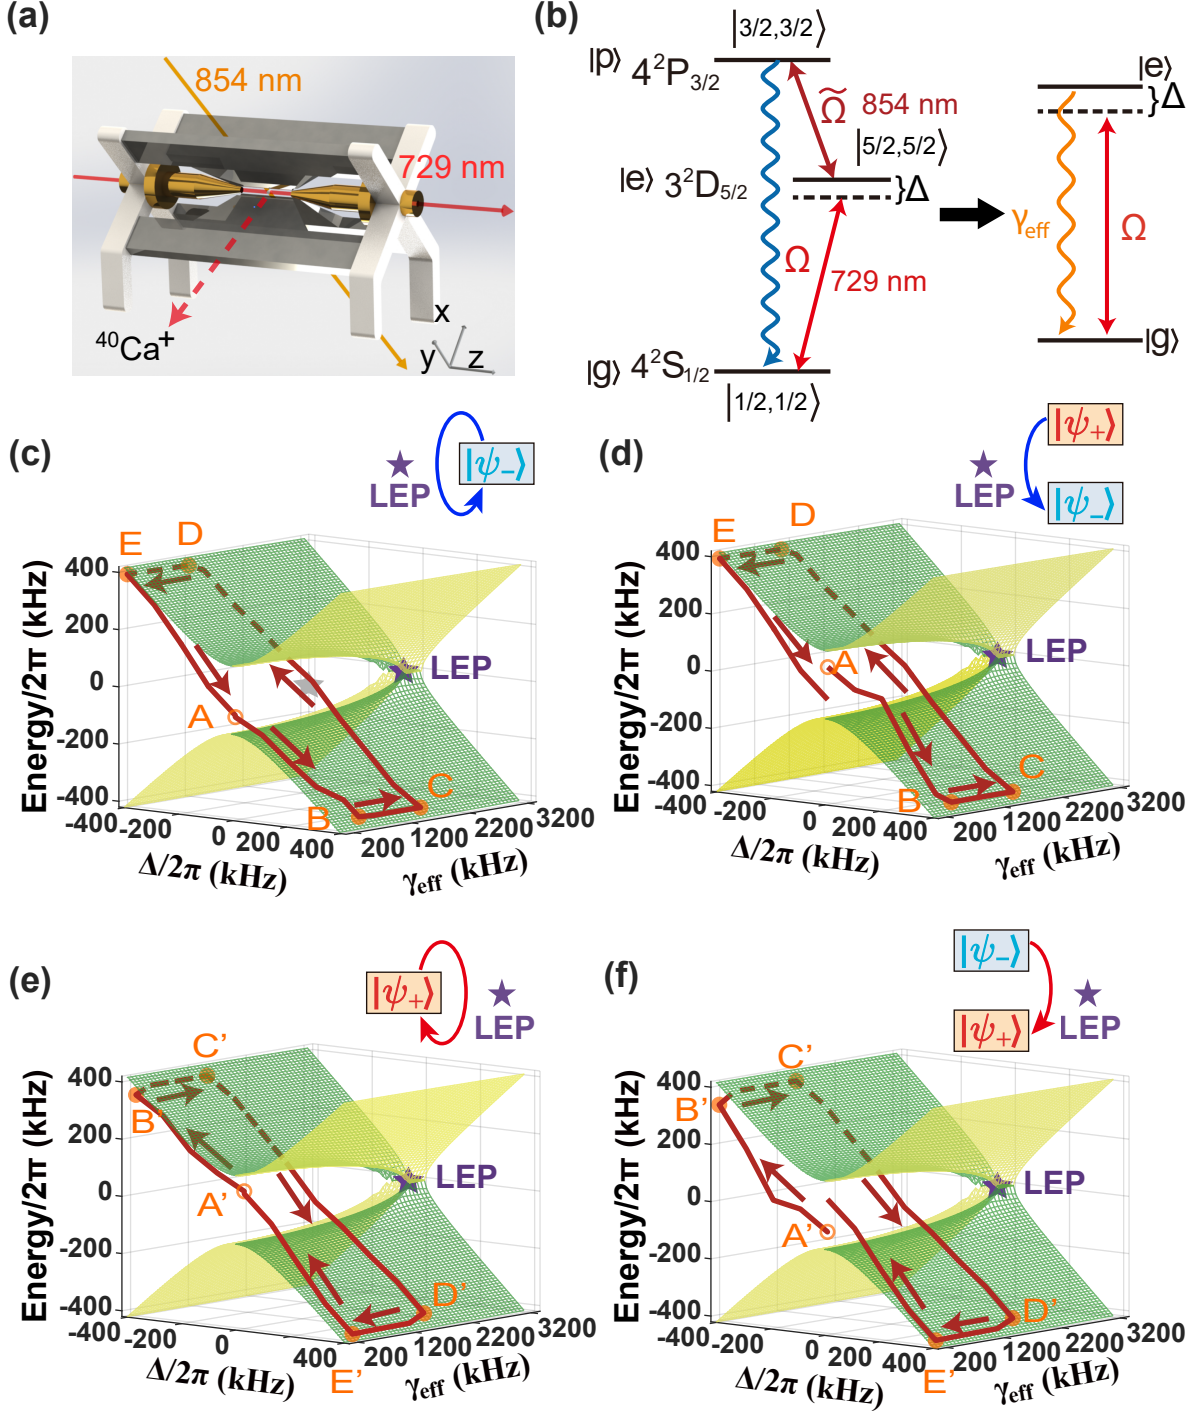 (a)
854 nm
729 nm
⁴⁰Ca⁺
x
y
z
(b)
|3/2,3/2⟩
|p⟩ 4²P₃/₂
Ω̃ 854 nm
|5/2,5/2⟩
|e⟩ 3²D₅/₂
}Δ
Ω
729 nm
|g⟩ 4²S₁/₂
|1/2,1/2⟩
|e⟩
}Δ
γeff
Ω
|g⟩
(c)
|ψ₋⟩
LEP
E
D
LEP
A
B
C
Energy/2π (kHz)
400
200
0
-200
-400
-400
-200
0
200
400
Δ/2π (kHz)
200
1200
2200
3200
γeff (kHz)
(d)
|ψ₊⟩
LEP
|ψ₋⟩
E
D
LEP
A
B
C
Energy/2π (kHz)
400
200
0
-200
-400
-400
-200
0
200
400
Δ/2π (kHz)
200
1200
2200
3200
γeff (kHz)
(e)
|ψ₊⟩
LEP
C'
B'
LEP
A'
D'
E'
Energy/2π (kHz)
400
200
0
-200
-400
-400
-200
0
400
Δ/2π (kHz)
200
1200
2200
3200
γeff (kHz)
(f)
|ψ₋⟩
LEP
|ψ₊⟩
C'
B'
LEP
A'
D'
E'
Energy/2π (kHz)
400
200
0
-200
-400
-400
-200
0
200
400
Δ/2π (kHz)
200
1200
2200
3200
γeff (kHz)